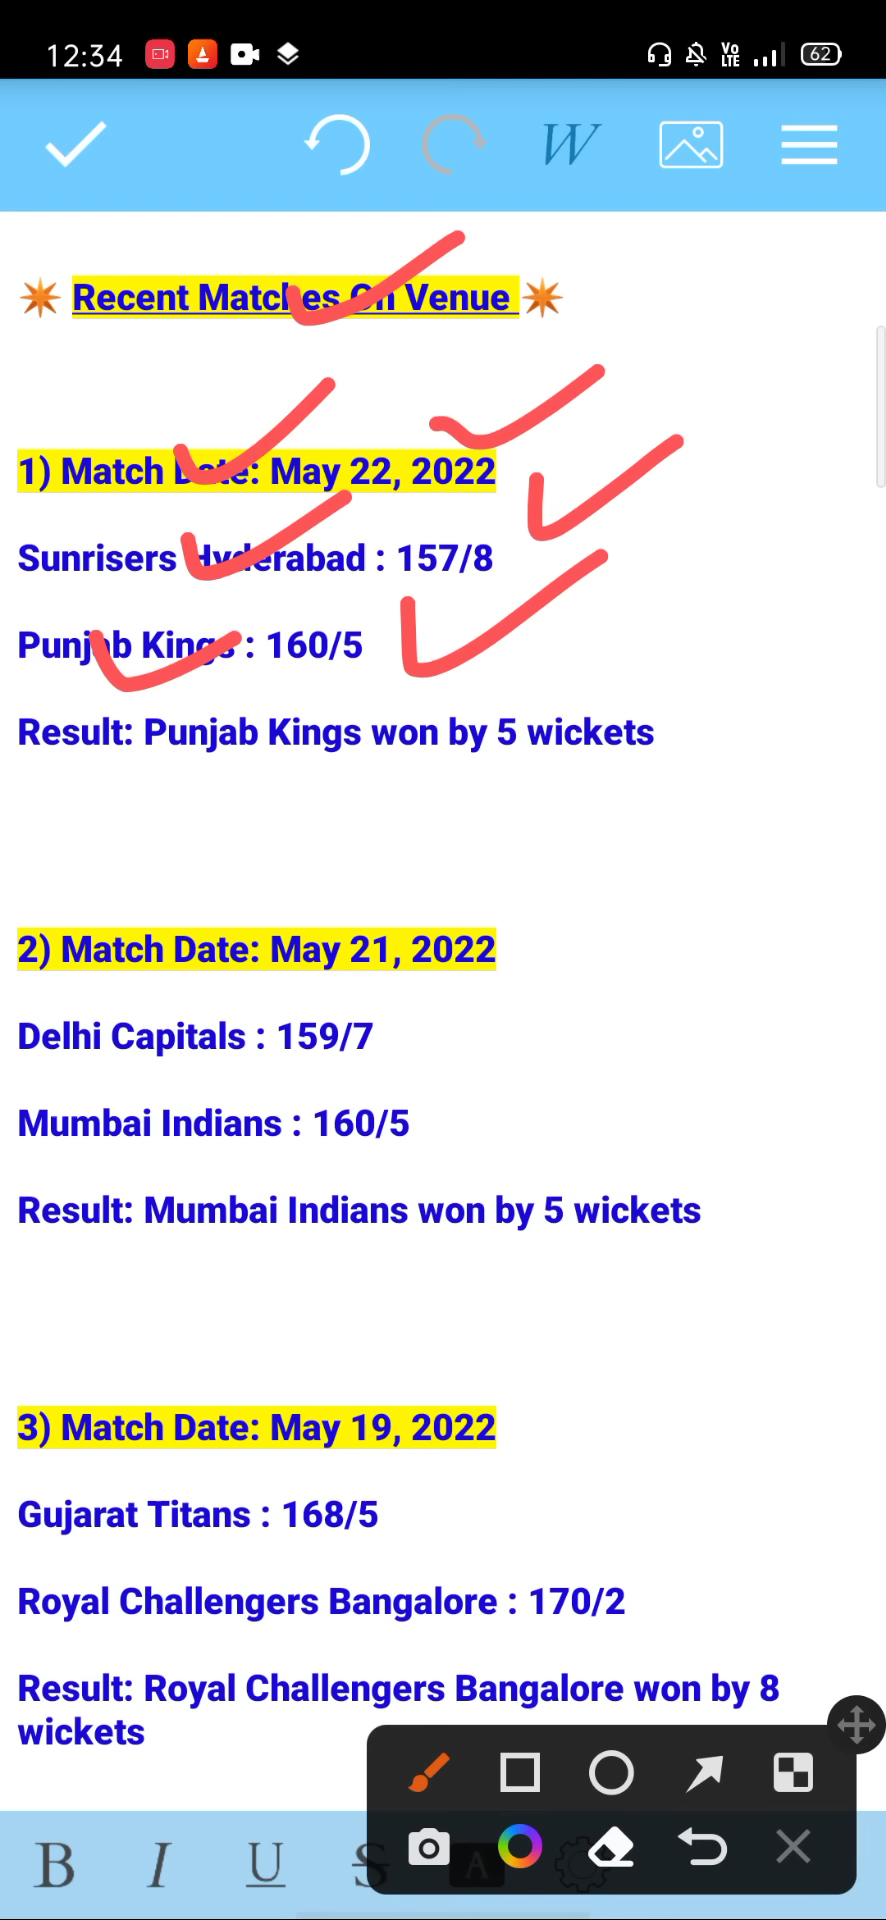 12:34
Vo LTE
62
W
Recent Matches On Venue
1) Match Date: May 22, 2022
Sunrisers Hyderabad : 157/8
Punjab Kings : 160/5
Result: Punjab Kings won by 5 wickets
2) Match Date: May 21, 2022
Delhi Capitals : 159/7
Mumbai Indians : 160/5
Result: Mumbai Indians won by 5 wickets
3) Match Date: May 19, 2022
Gujarat Titans : 168/5
Royal Challengers Bangalore : 170/2
Result: Royal Challengers Bangalore won by 8
wickets
B I U S A